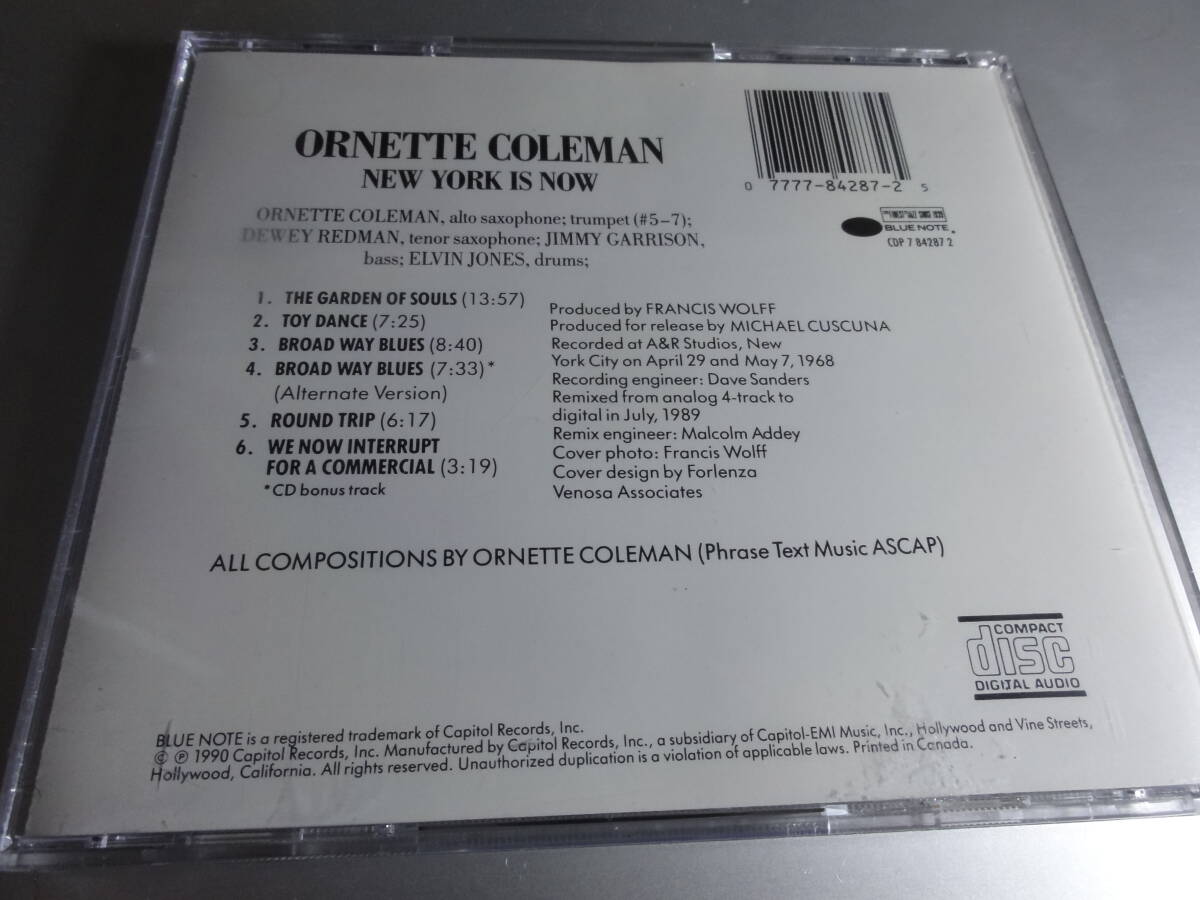 ORNETTE COLEMAN
NEW YORK IS NOW
ORNETTE COLEMAN, alto saxophone; trumpet (#5-7);
DEWEY REDMAN, tenor saxophone; JIMMY GARRISON,
bass; ELVIN JONES, drums;
0 7777-84287-2 5
THE FINEST IN JAZZ SINCE 1939
BLUE NOTE.
CDP 7 84287 2
1. THE GARDEN OF SOULS (13:57)
2. TOY DANCE (7:25)
3. BROAD WAY BLUES (8:40)
4. BROAD WAY BLUES (7:33)*
(Alternate Version)
5. ROUND TRIP (6:17)
6. WE NOW INTERRUPT
FOR A COMMERCIAL (3:19)
*CD bonus track
Produced by FRANCIS WOLFF
Produced for release by MICHAEL CUSCUNA
Recorded at A&R Studios, New
York City on April 29 and May 7, 1968
Recording engineer: Dave Sanders
Remixed from analog 4-track to
digital in July, 1989
Remix engineer: Malcolm Addey
Cover photo: Francis Wolff
Cover design by Forlenza
Venosa Associates
ALL COMPOSITIONS BY ORNETTE COLEMAN (Phrase Text Music ASCAP)
COMPACT
disc
DIGITAL AUDIO
BLUE NOTE is a registered trademark of Capitol Records, Inc.
© ℗ 1990 Capitol Records, Inc. Manufactured by Capitol Records, Inc., a subsidiary of Capitol-EMI Music, Inc., Hollywood and Vine Streets,
Hollywood, California. All rights reserved. Unauthorized duplication is a violation of applicable laws. Printed in Canada.